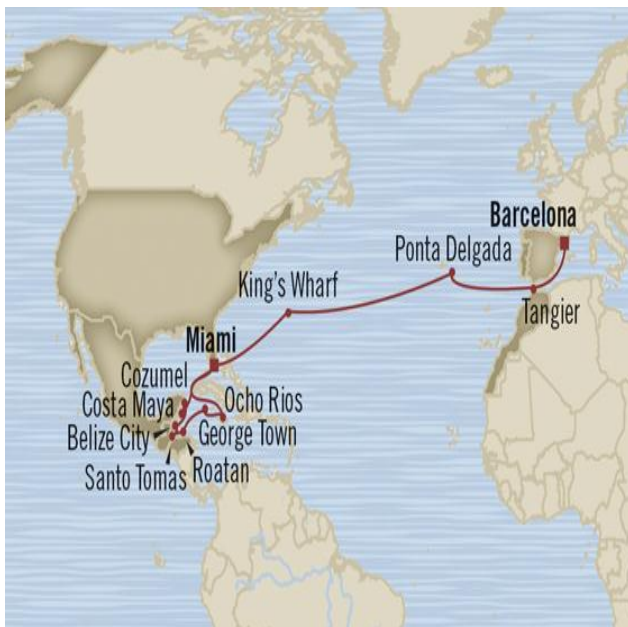 Barcelona
Ponta Delgada
King's Wharf
Tangier
Miami
Cozumel
Costa Maya
Ocho Rios
Belize City
George Town
Santo Tomas
Roatan